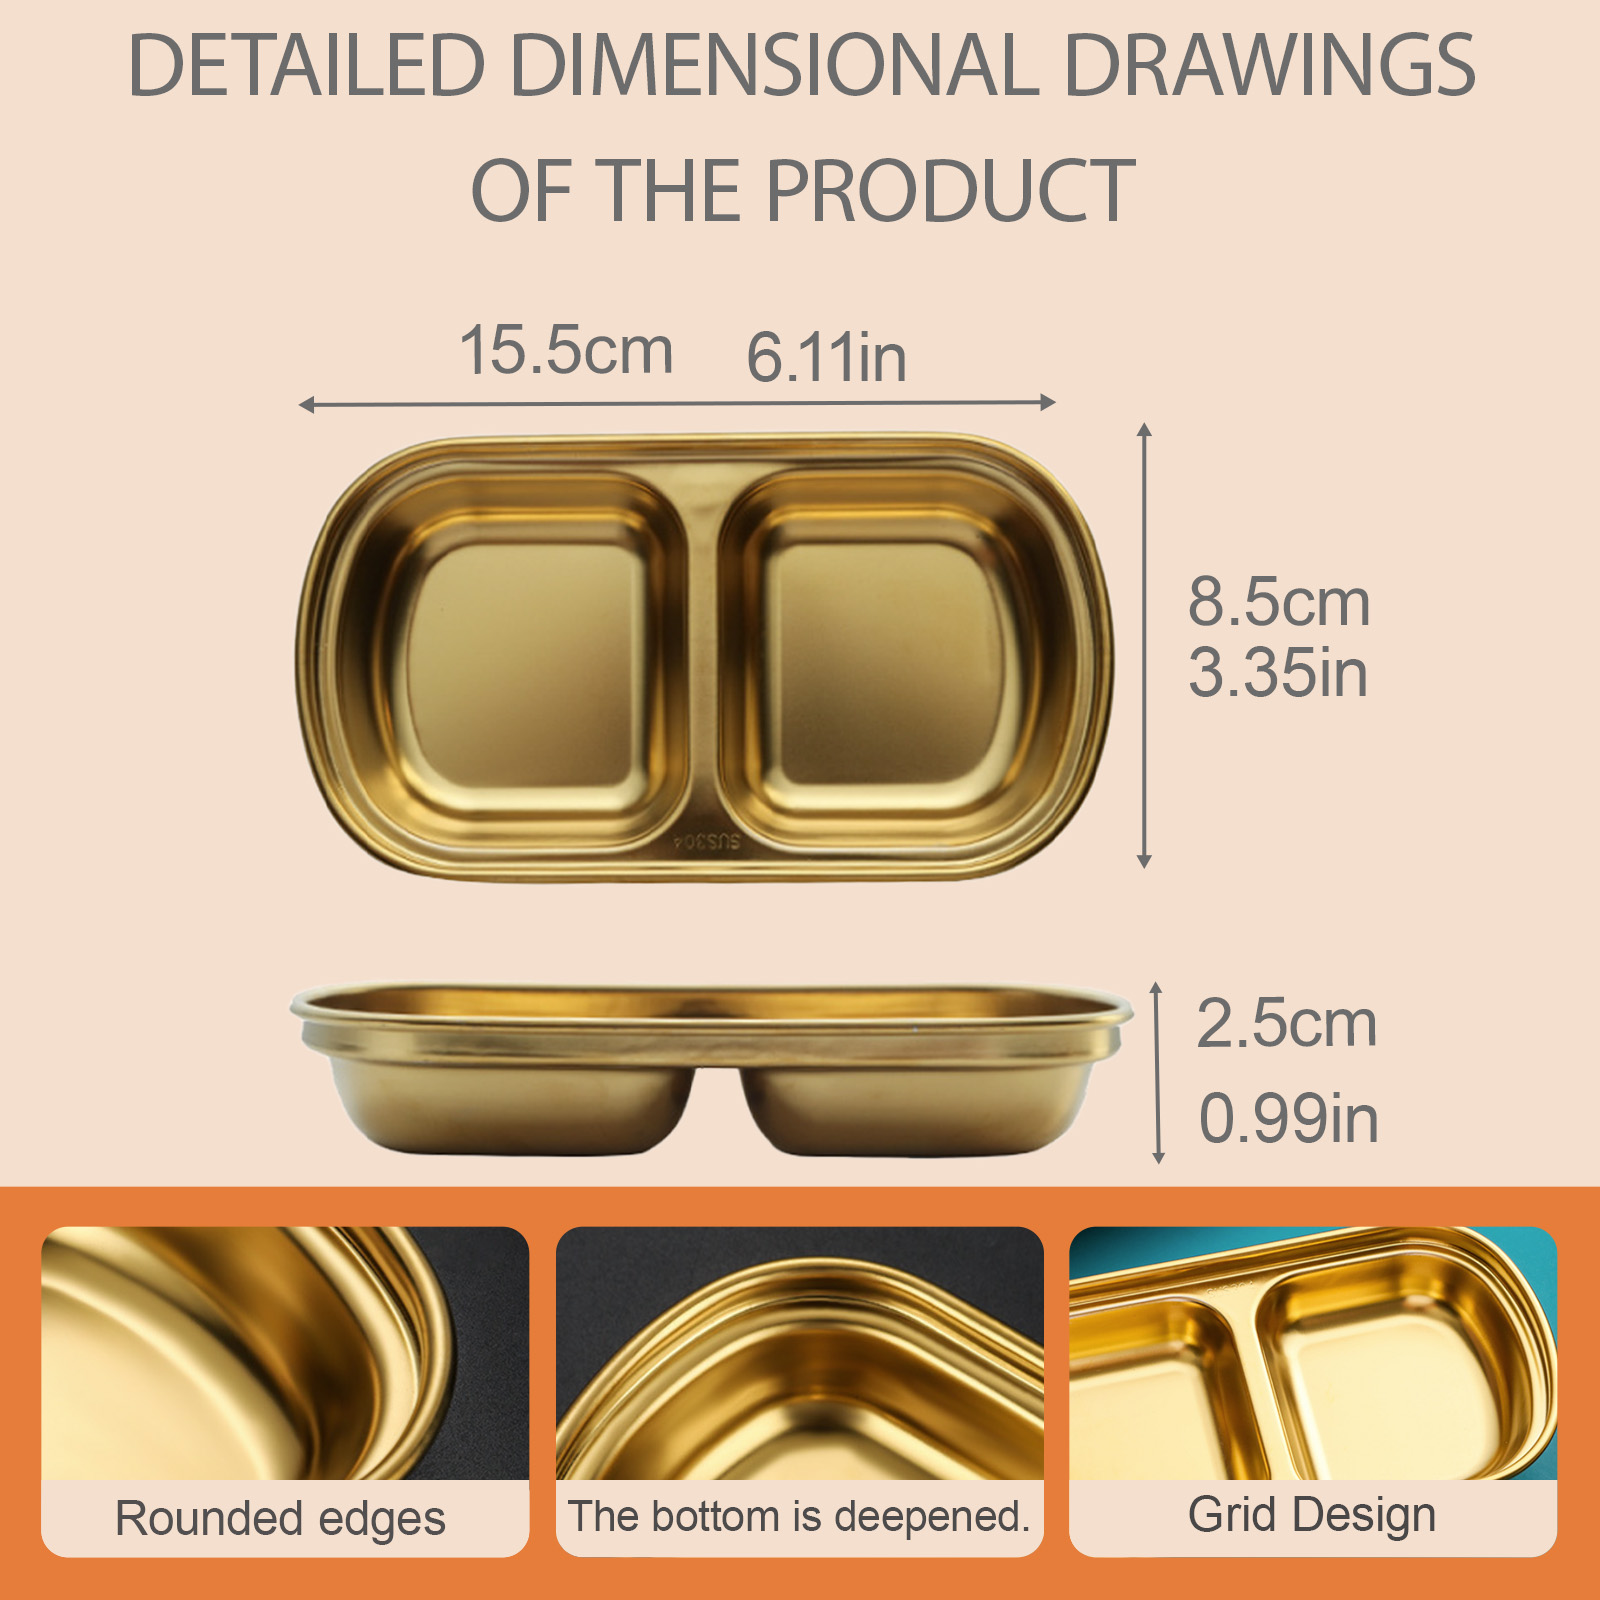 DETAILED DIMENSIONAL DRAWINGS
OF THE PRODUCT
15.5cm 6.11in
8.5cm
3.35in
SUS304
2.5cm
0.99in
Rounded edges
The bottom is deepened.
Grid Design